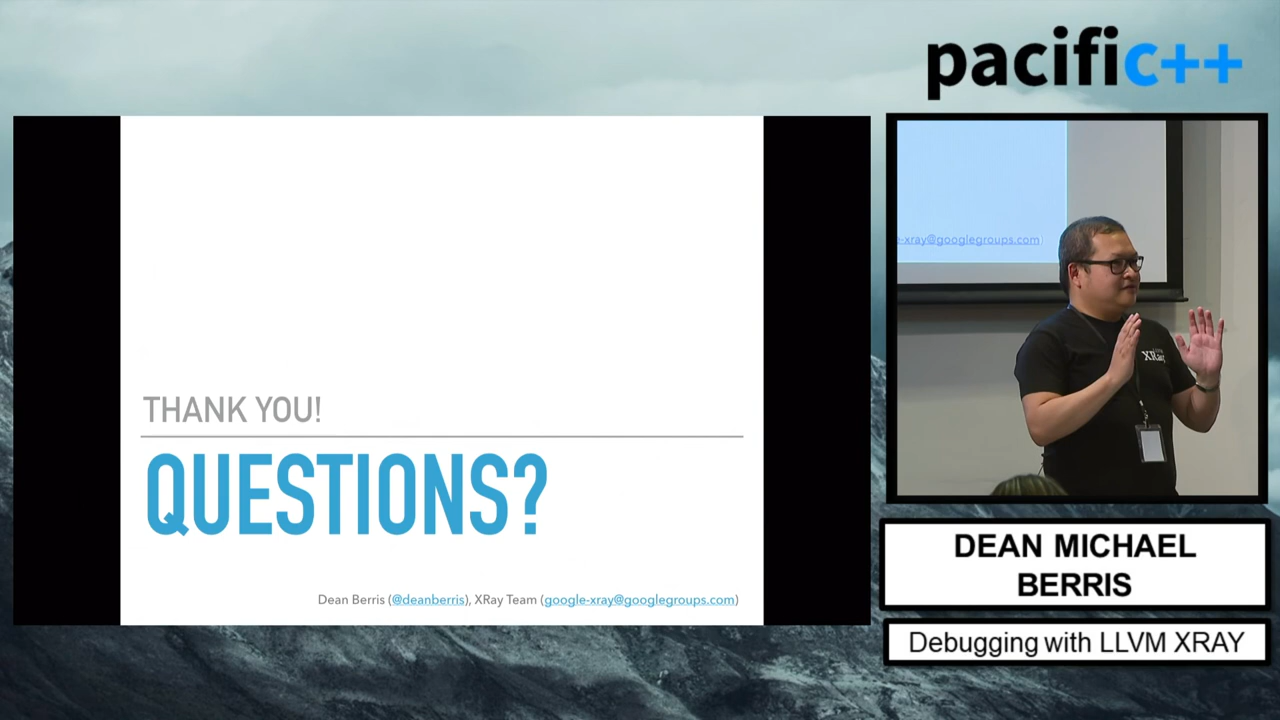 pacific++
THANK YOU!
QUESTIONS?
Dean Berris (@deanberris), XRay Team (google-xray@googlegroups.com)
e-xray@googlegroups.com)
XRay
DEAN MICHAEL
BERRIS
Debugging with LLVM XRAY